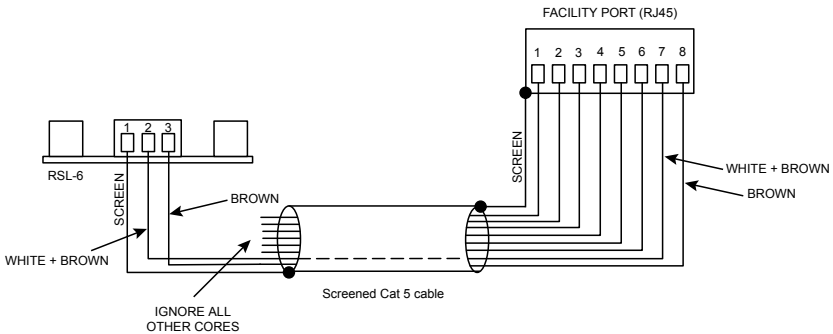 FACILITY PORT (RJ45)
1 2 3 4 5 6 7 8
1 2 3
RSL-6
SCREEN
SCREEN
WHITE + BROWN
BROWN
BROWN
WHITE + BROWN
Screened Cat 5 cable
IGNORE ALL
OTHER CORES